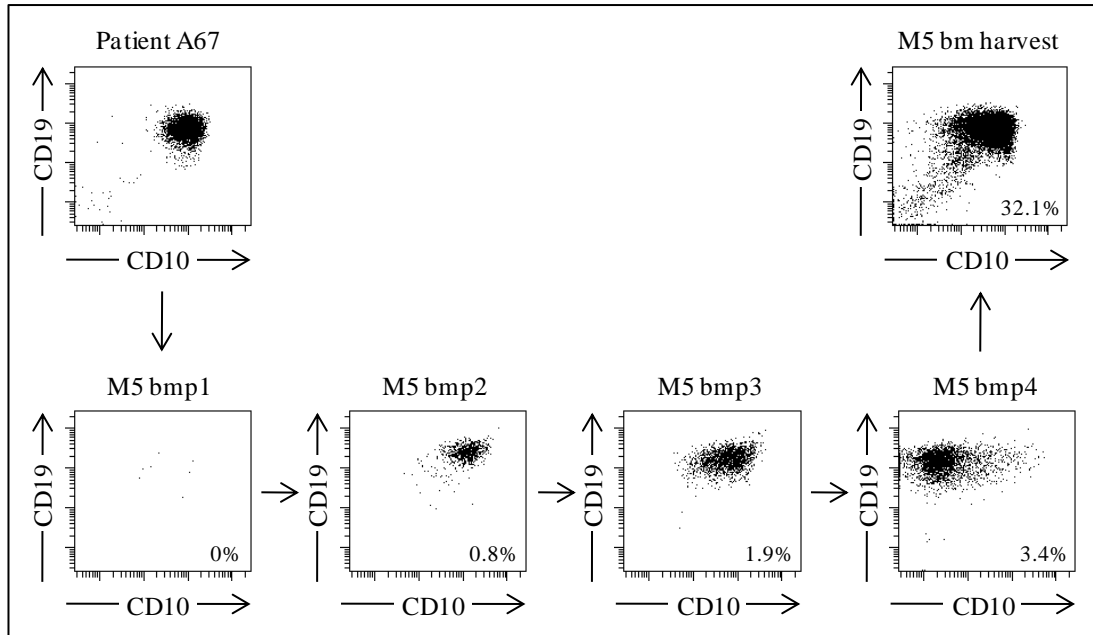 Patient A67
M5 bm harvest
CD19
CD19
32.1%
CD10
CD10
M5 bmp1
M5 bmp2
M5 bmp3
M5 bmp4
CD19
CD19
CD19
CD19
0%
0.8%
1.9%
3.4%
CD10
CD10
CD10
CD10